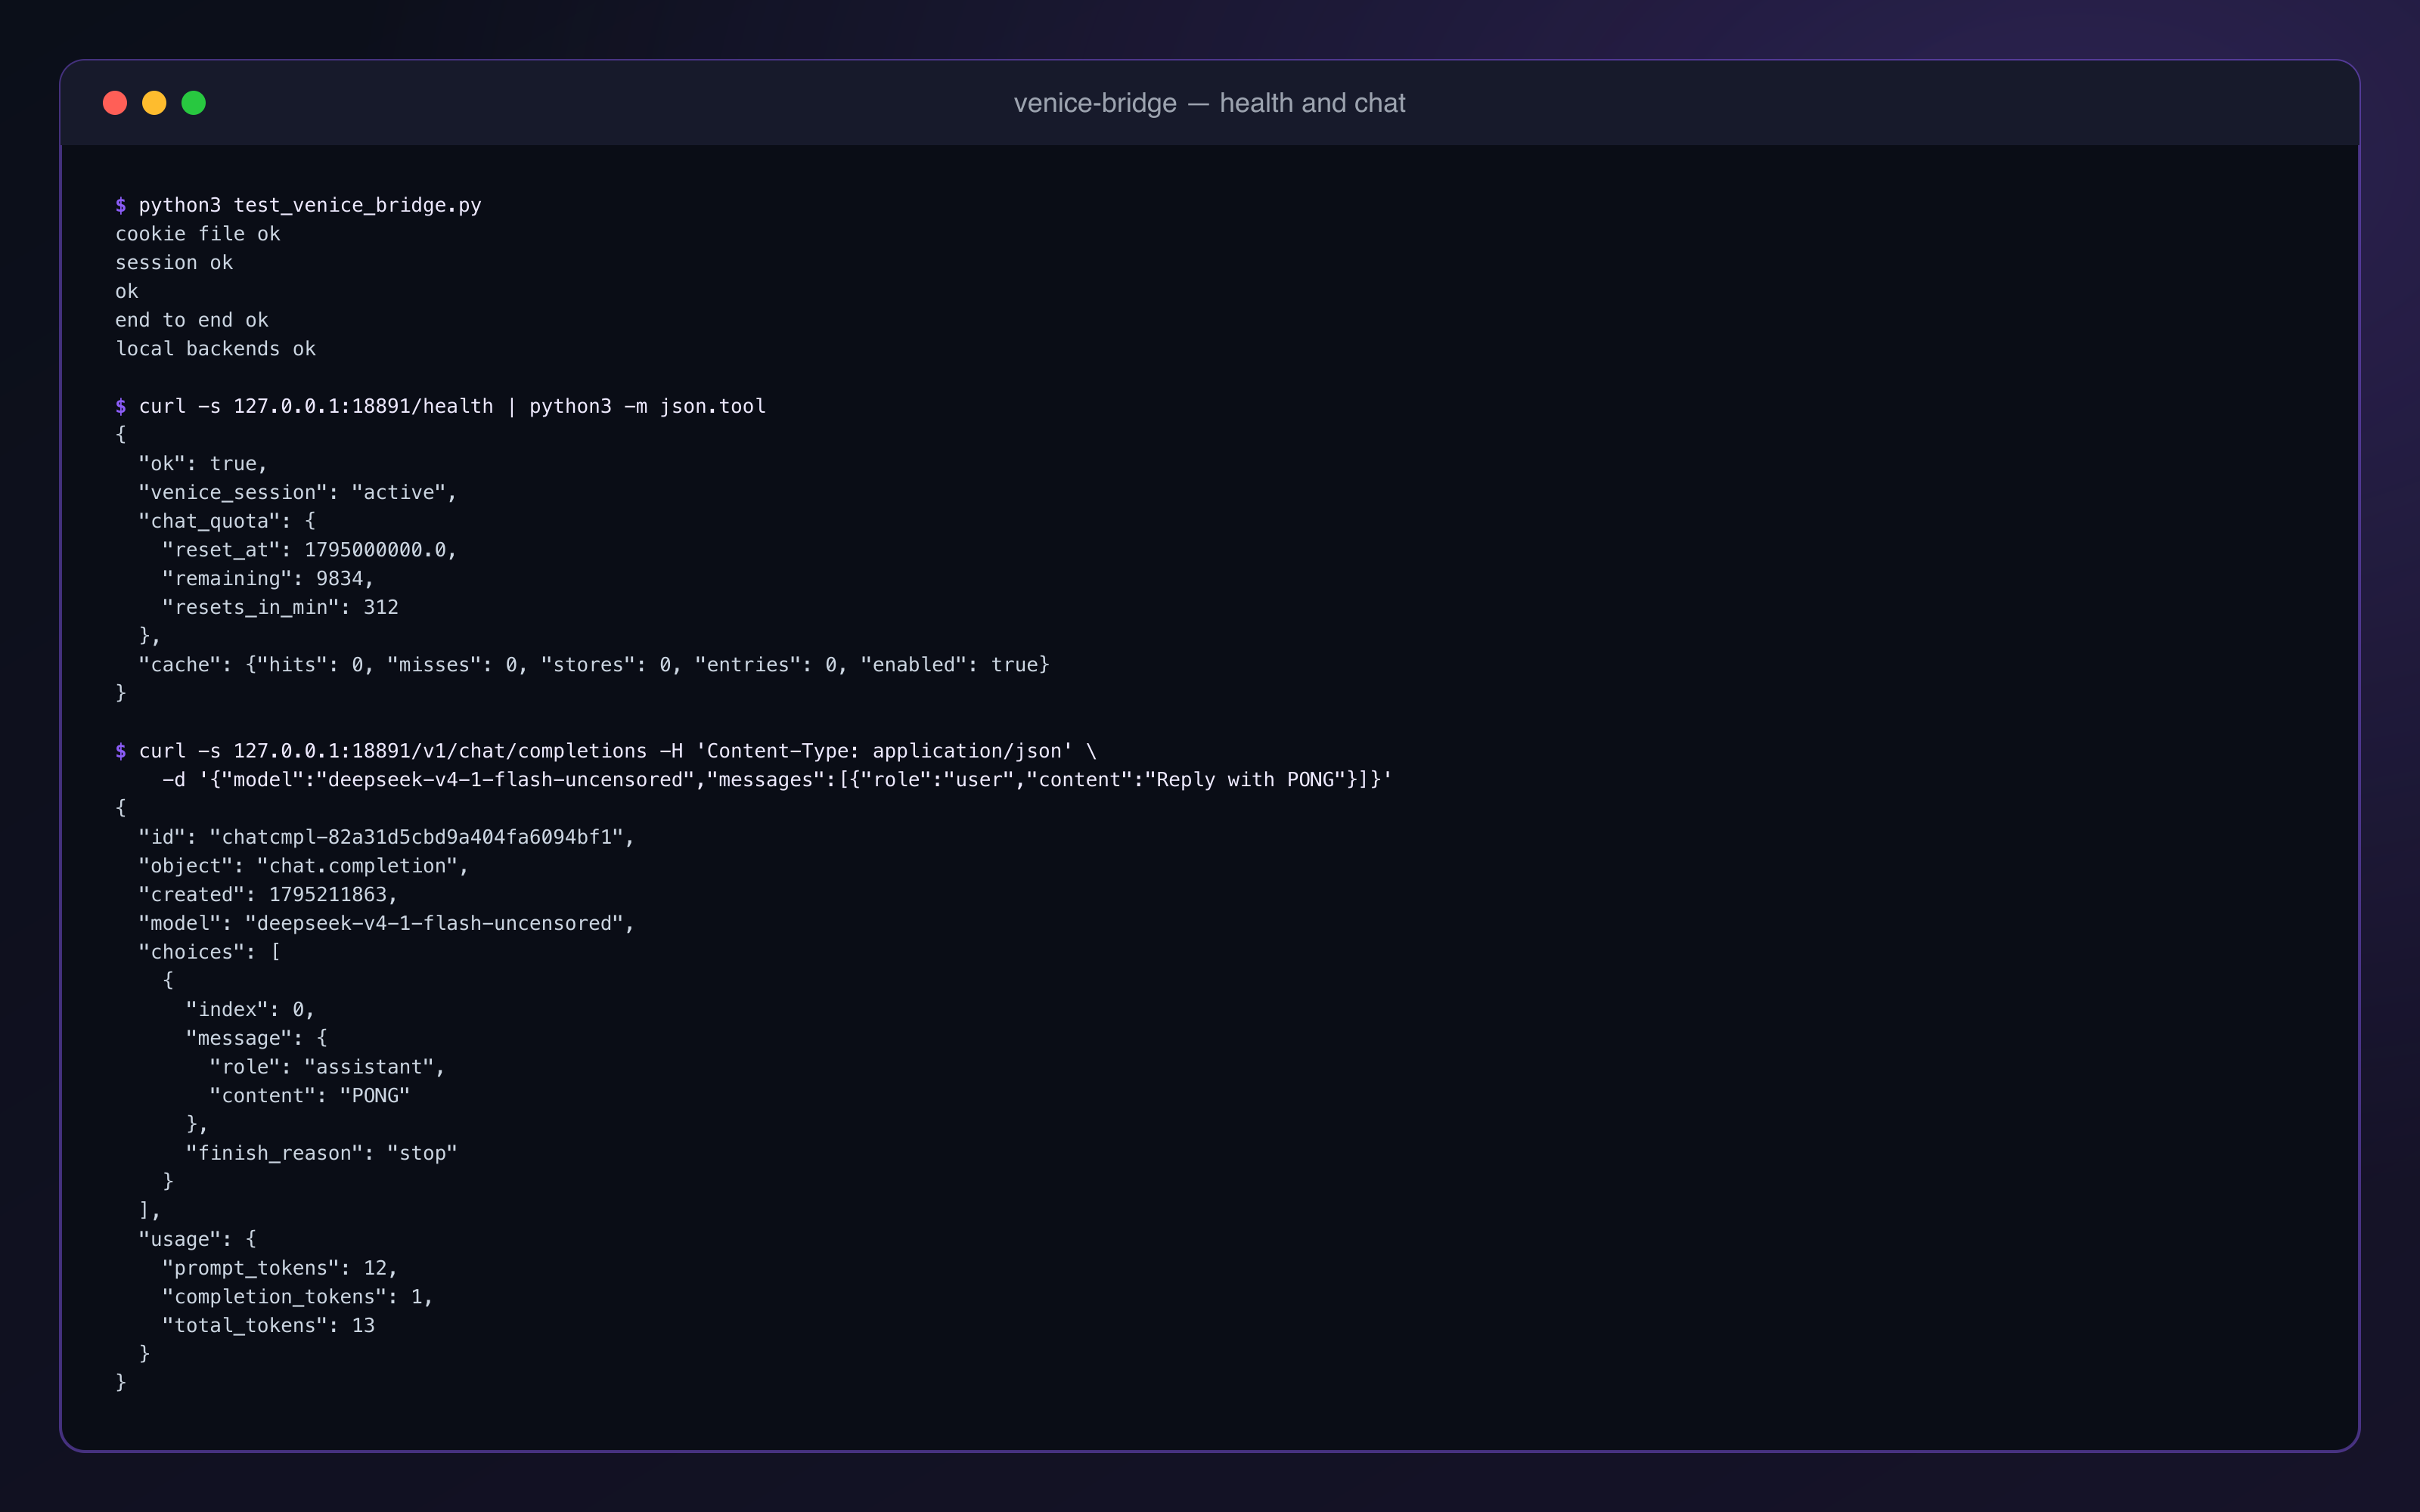 venice-bridge — health and chat
$ python3 test_venice_bridge.py
cookie file ok
session ok
ok
end to end ok
local backends ok
$ curl -s 127.0.0.1:18891/health | python3 -m json.tool
{
  "ok": true,
  "venice_session": "active",
  "chat_quota": {
    "reset_at": 1795000000.0,
    "remaining": 9834,
    "resets_in_min": 312
  },
  "cache": {"hits": 0, "misses": 0, "stores": 0, "entries": 0, "enabled": true}
}
$ curl -s 127.0.0.1:18891/v1/chat/completions -H 'Content-Type: application/json' \
    -d '{"model":"deepseek-v4-1-flash-uncensored","messages":[{"role":"user","content":"Reply with PONG"}]}'
{
  "id": "chatcmpl-82a31d5cbd9a404fa6094bf1",
  "object": "chat.completion",
  "created": 1795211863,
  "model": "deepseek-v4-1-flash-uncensored",
  "choices": [
    {
      "index": 0,
      "message": {
        "role": "assistant",
        "content": "PONG"
      },
      "finish_reason": "stop"
    }
  ],
  "usage": {
    "prompt_tokens": 12,
    "completion_tokens": 1,
    "total_tokens": 13
  }
}